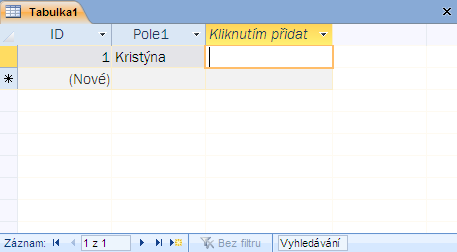 Tabulka1
ID Pole1 Kliknutím přidat
1 Kristýna
(Nové)
Záznam: 1 z 1 Bez filtru Vyhledávání